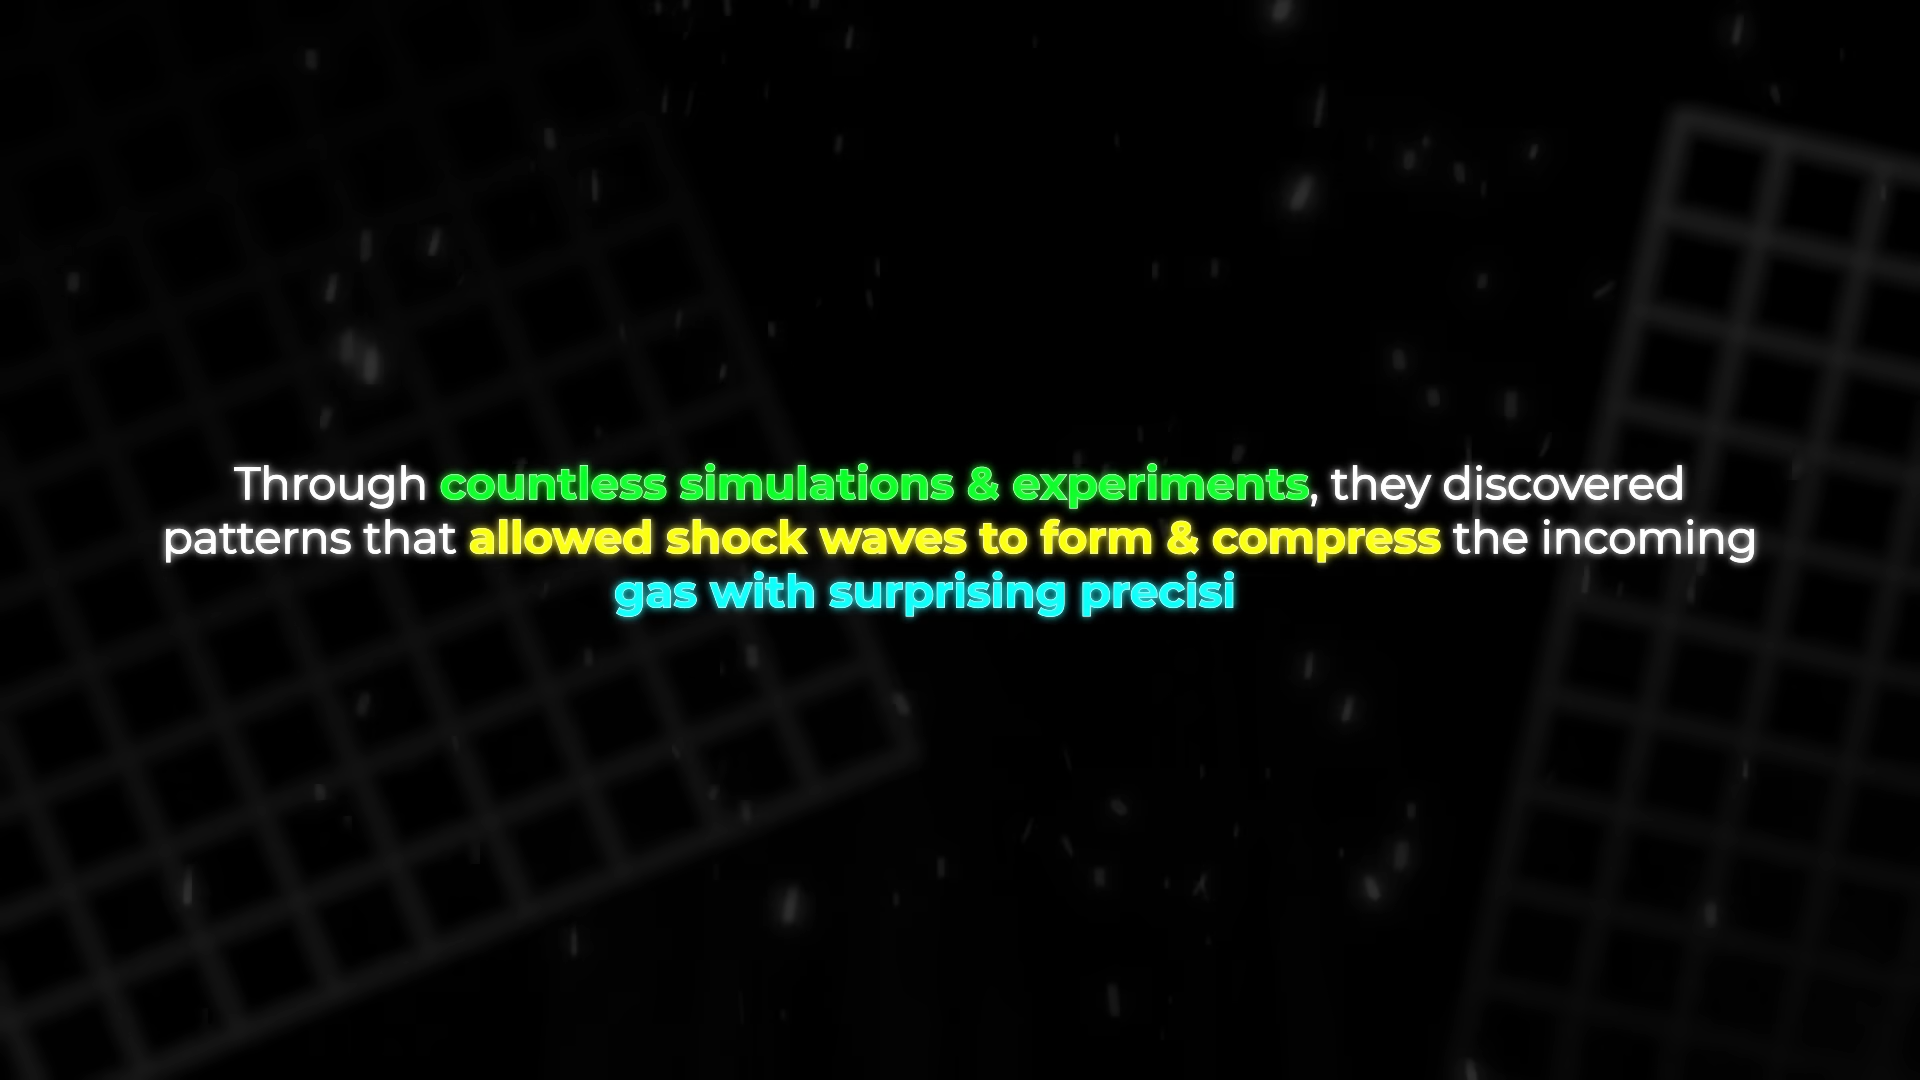 Through countless simulations & experiments, they discovered
patterns that allowed shock waves to form & compress the incoming
gas with surprising precisi